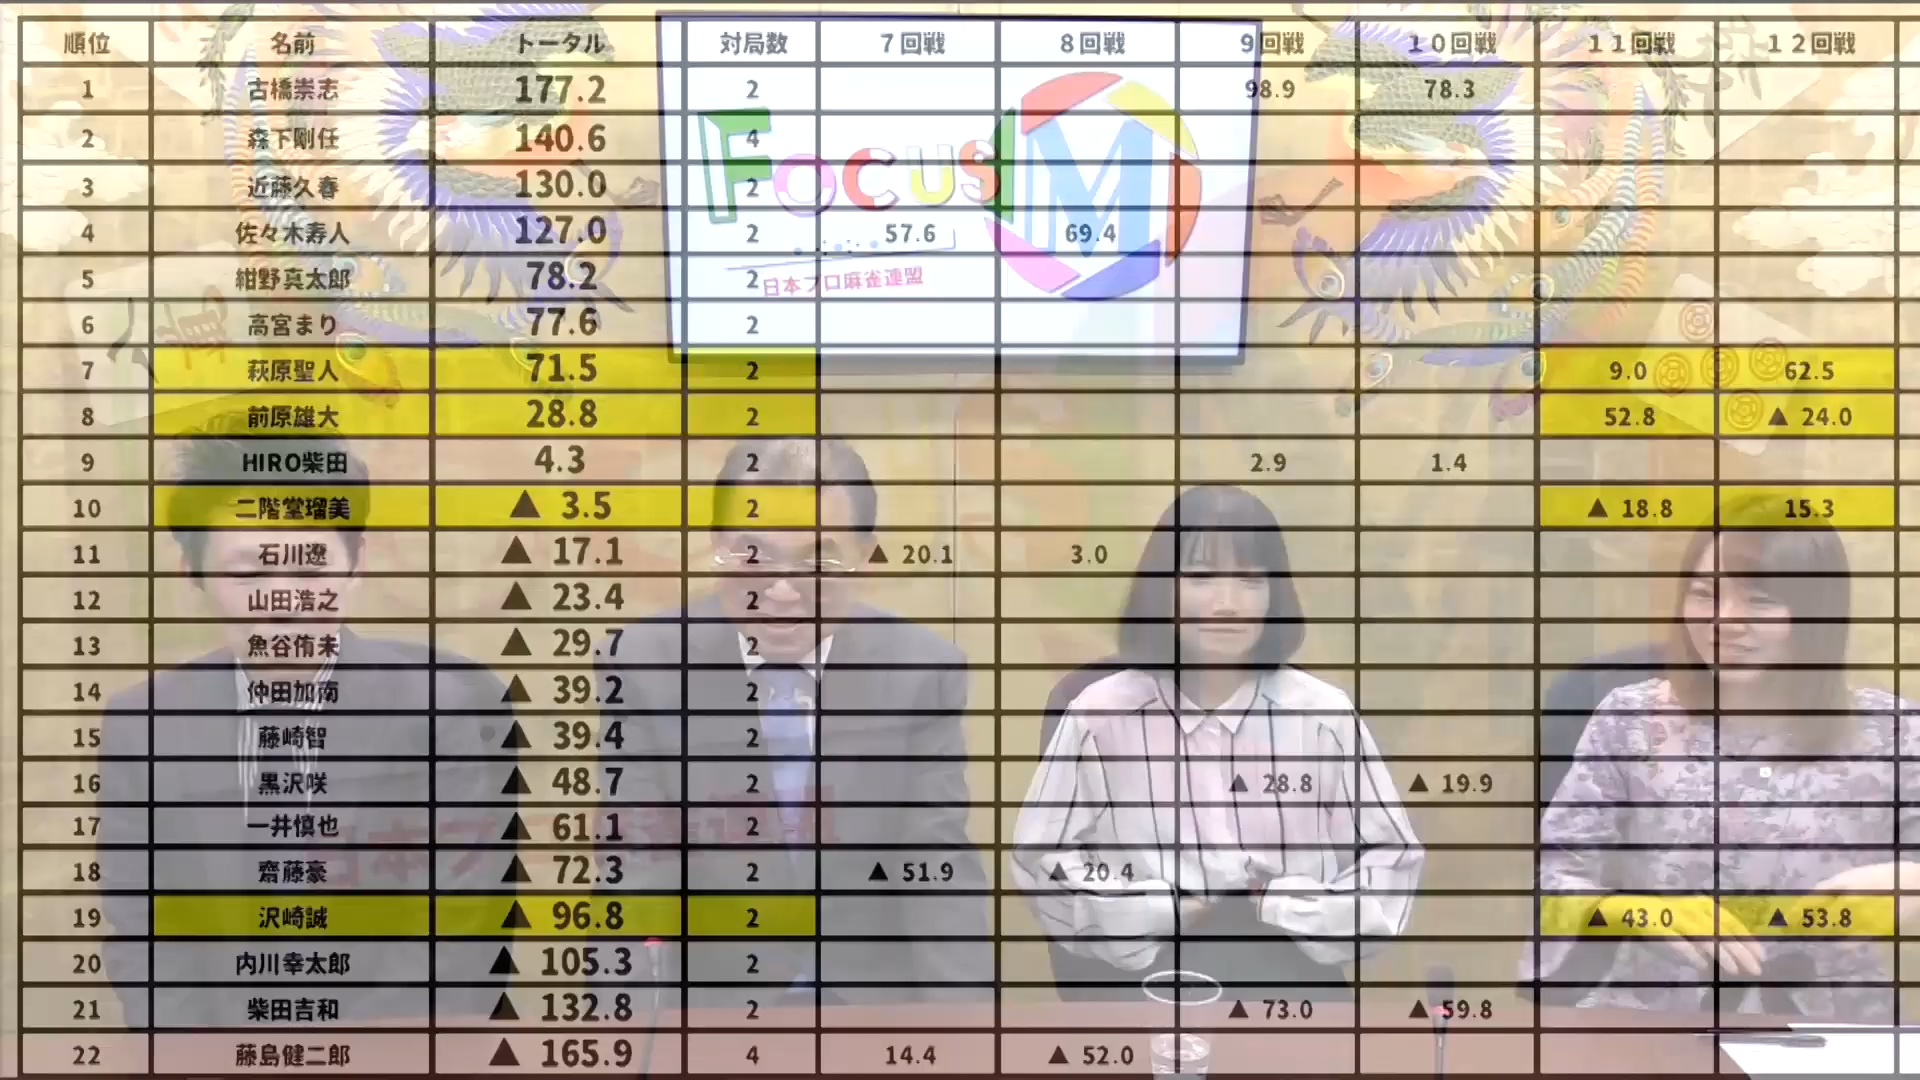 順位 名前 トータル 対局数 7回戦 8回戦 9回戦 10回戦 11回戦 12回戦
1 古橋崇志 177.2 2 98.9 78.3
2 森下剛任 140.6 4
3 近藤久春 130.0 2
4 佐々木寿人 127.0 2 57.6 69.4
5 紺野真太郎 78.2 2
6 高宮まり 77.6 2
7 萩原聖人 71.5 2 9.0 62.5
8 前原雄大 28.8 2 52.8 ▲ 24.0
9 HIRO柴田 4.3 2 2.9 1.4
10 二階堂瑠美 ▲ 3.5 2 ▲ 18.8 15.3
11 石川遼 ▲ 17.1 2 ▲ 20.1 3.0
12 山田浩之 ▲ 23.4 2
13 魚谷侑未 ▲ 29.7 2
14 仲田加南 ▲ 39.2 2
15 藤崎智 ▲ 39.4 2
16 黒沢咲 ▲ 48.7 2 ▲ 28.8 ▲ 19.9
17 一井慎也 ▲ 61.1 2
18 齋藤豪 ▲ 72.3 2 ▲ 51.9 ▲ 20.4
19 沢崎誠 ▲ 96.8 2 ▲ 43.0 ▲ 53.8
20 内川幸太郎 ▲ 105.3 2
21 柴田吉和 ▲ 132.8 2 ▲ 73.0 ▲ 59.8
22 藤島健二郎 ▲ 165.9 4 14.4 ▲ 52.0
FOCUS M
日本プロ麻雀連盟